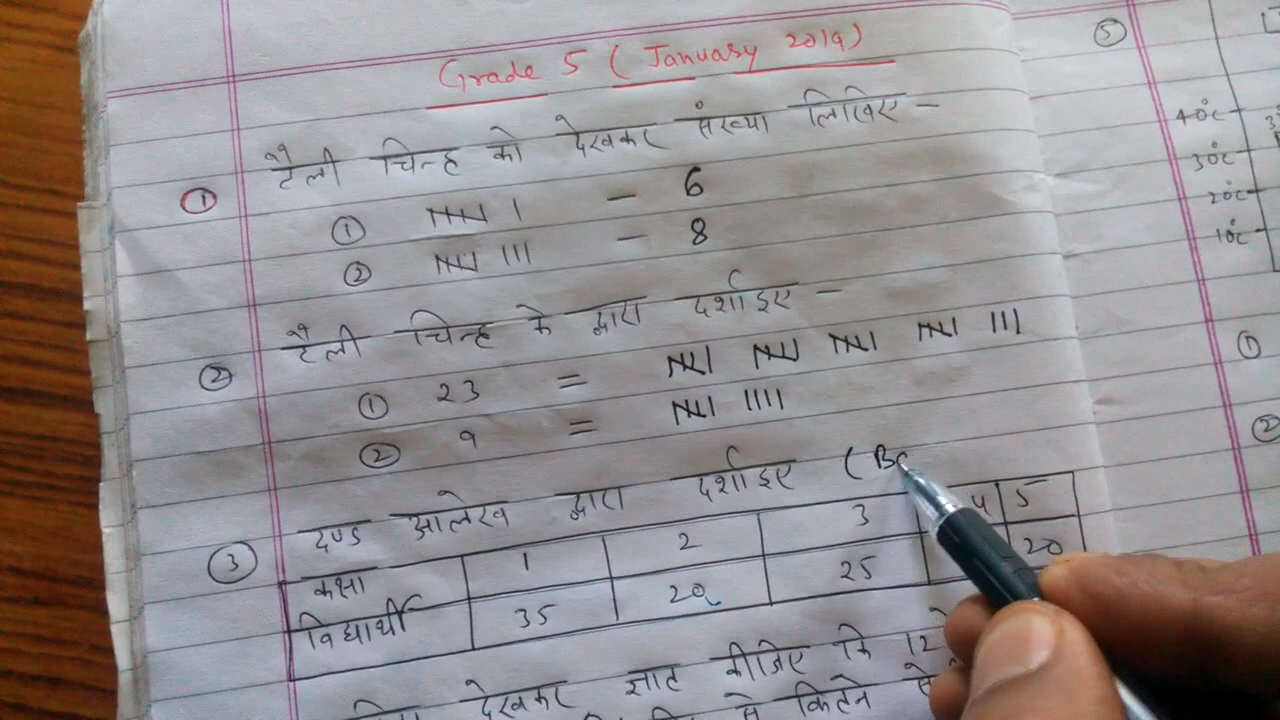 Grade 5 (January 2019)
① टैली चिन्ह को देखकर संख्या लिखिए –
① 𝍸 | – 6
② 𝍸 ||| – 8
② टैली चिन्ह के द्वारा दर्शाइए –
① 23 = 𝍸 𝍸 𝍸 𝍸 |||
② 9 = 𝍸 ||||
③ दण्ड आलेख द्वारा दर्शाइए (Bo
कक्षा 1 2 3 4 5
विद्यार्थी 35 20 25 20
देखकर ज्ञात कीजिए कि 12
से कितने
⑤
40°C
30°C
20°C
10°C
①
②